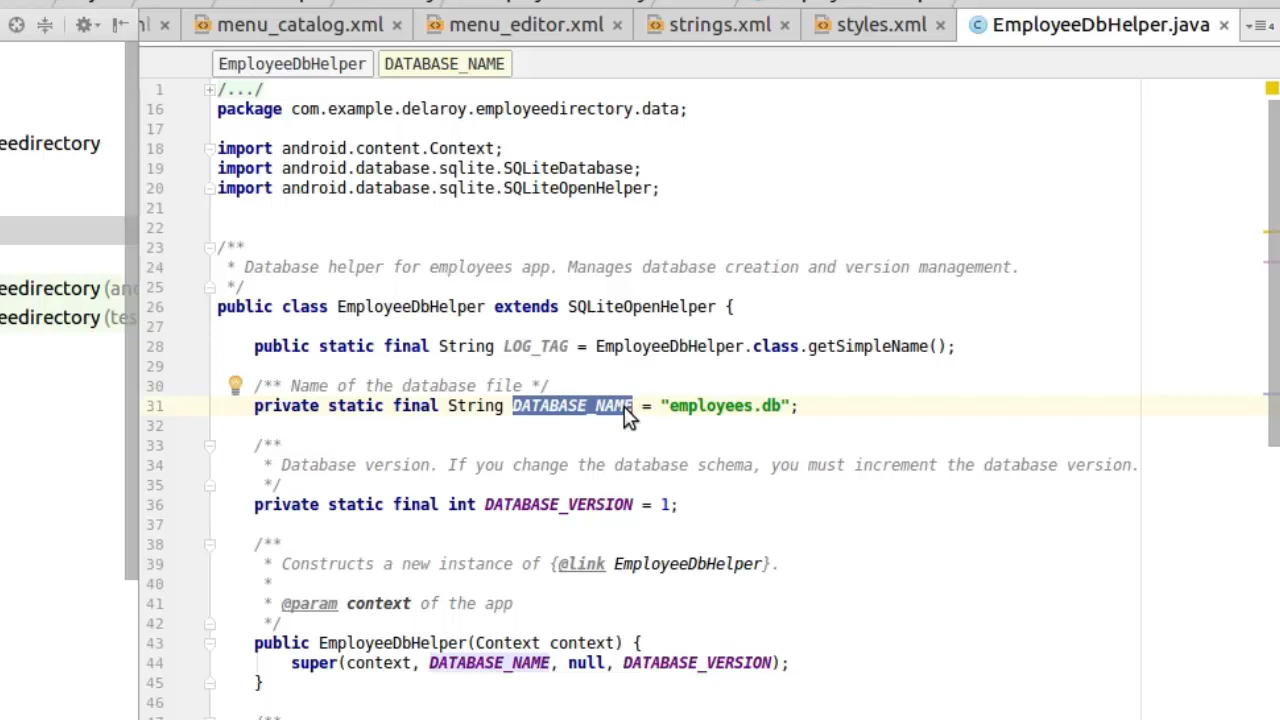 ml menu_catalog.xml menu_editor.xml strings.xml styles.xml EmployeeDbHelper.java
EmployeeDbHelper DATABASE_NAME
eedirectory
eedirectory (and
eedirectory (tes
1 /.../
16 package com.example.delaroy.employeedirectory.data;
17
18 import android.content.Context;
19 import android.database.sqlite.SQLiteDatabase;
20 import android.database.sqlite.SQLiteOpenHelper;
21
22
23 /**
24 * Database helper for employees app. Manages database creation and version management.
25 */
26 public class EmployeeDbHelper extends SQLiteOpenHelper {
27
28 public static final String LOG_TAG = EmployeeDbHelper.class.getSimpleName();
29
30 /** Name of the database file */
31 private static final String DATABASE_NAME = "employees.db";
32
33 /**
34 * Database version. If you change the database schema, you must increment the database version.
35 */
36 private static final int DATABASE_VERSION = 1;
37
38 /**
39 * Constructs a new instance of {@link EmployeeDbHelper}.
40 *
41 * @param context of the app
42 */
43 public EmployeeDbHelper(Context context) {
44 super(context, DATABASE_NAME, null, DATABASE_VERSION);
45 }
46